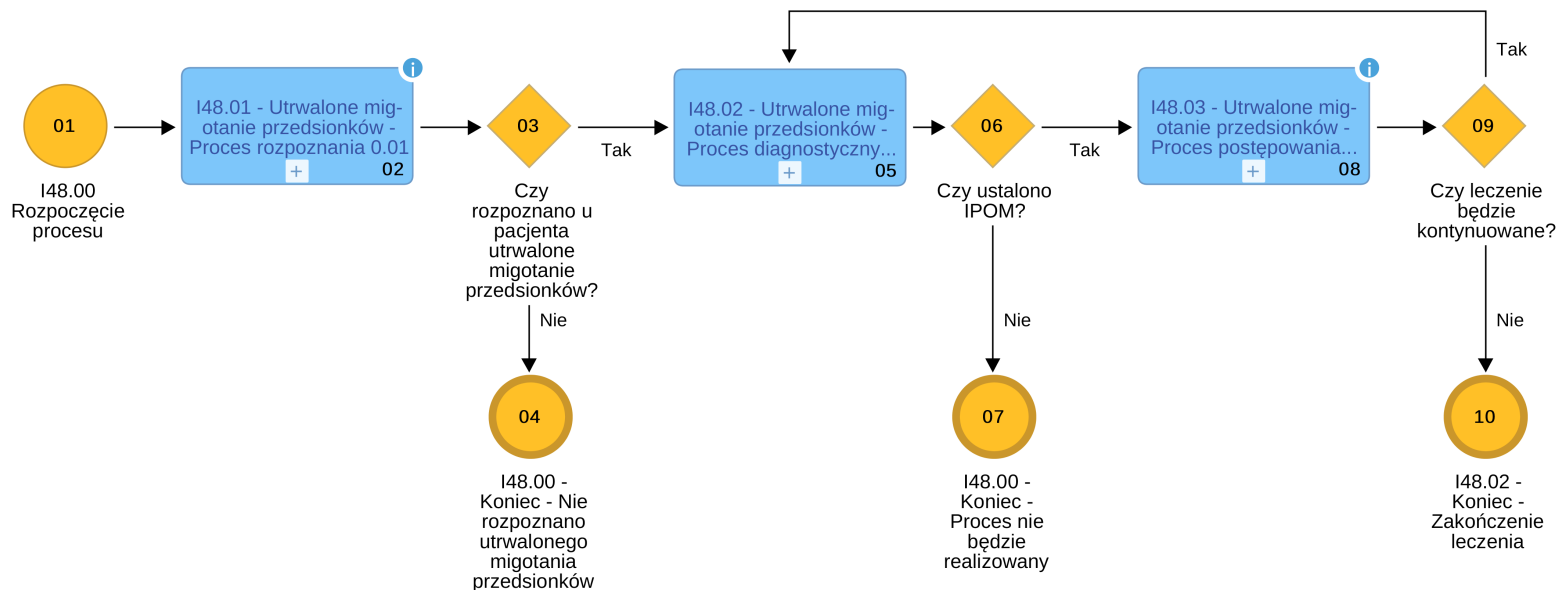 Tak
01
I48.00
Rozpoczęcie
procesu
I48.01 - Utrwalone mig-
otanie przedsionków -
Proces rozpoznania 0.01
+
02
i
03
Czy
rozpoznano u
pacjenta
utrwalone
migotanie
przedsionków?
Tak
Nie
04
I48.00 -
Koniec - Nie
rozpoznano
utrwalonego
migotania
przedsionków
I48.02 - Utrwalone mig-
otanie przedsionków -
Proces diagnostyczny...
+
05
06
Czy ustalono
IPOM?
Tak
Nie
07
I48.00 -
Koniec -
Proces nie
będzie
realizowany
I48.03 - Utrwalone mig-
otanie przedsionków -
Proces postępowania...
+
08
i
09
Czy leczenie
będzie
kontynuowane?
Nie
10
I48.02 -
Koniec -
Zakończenie
leczenia